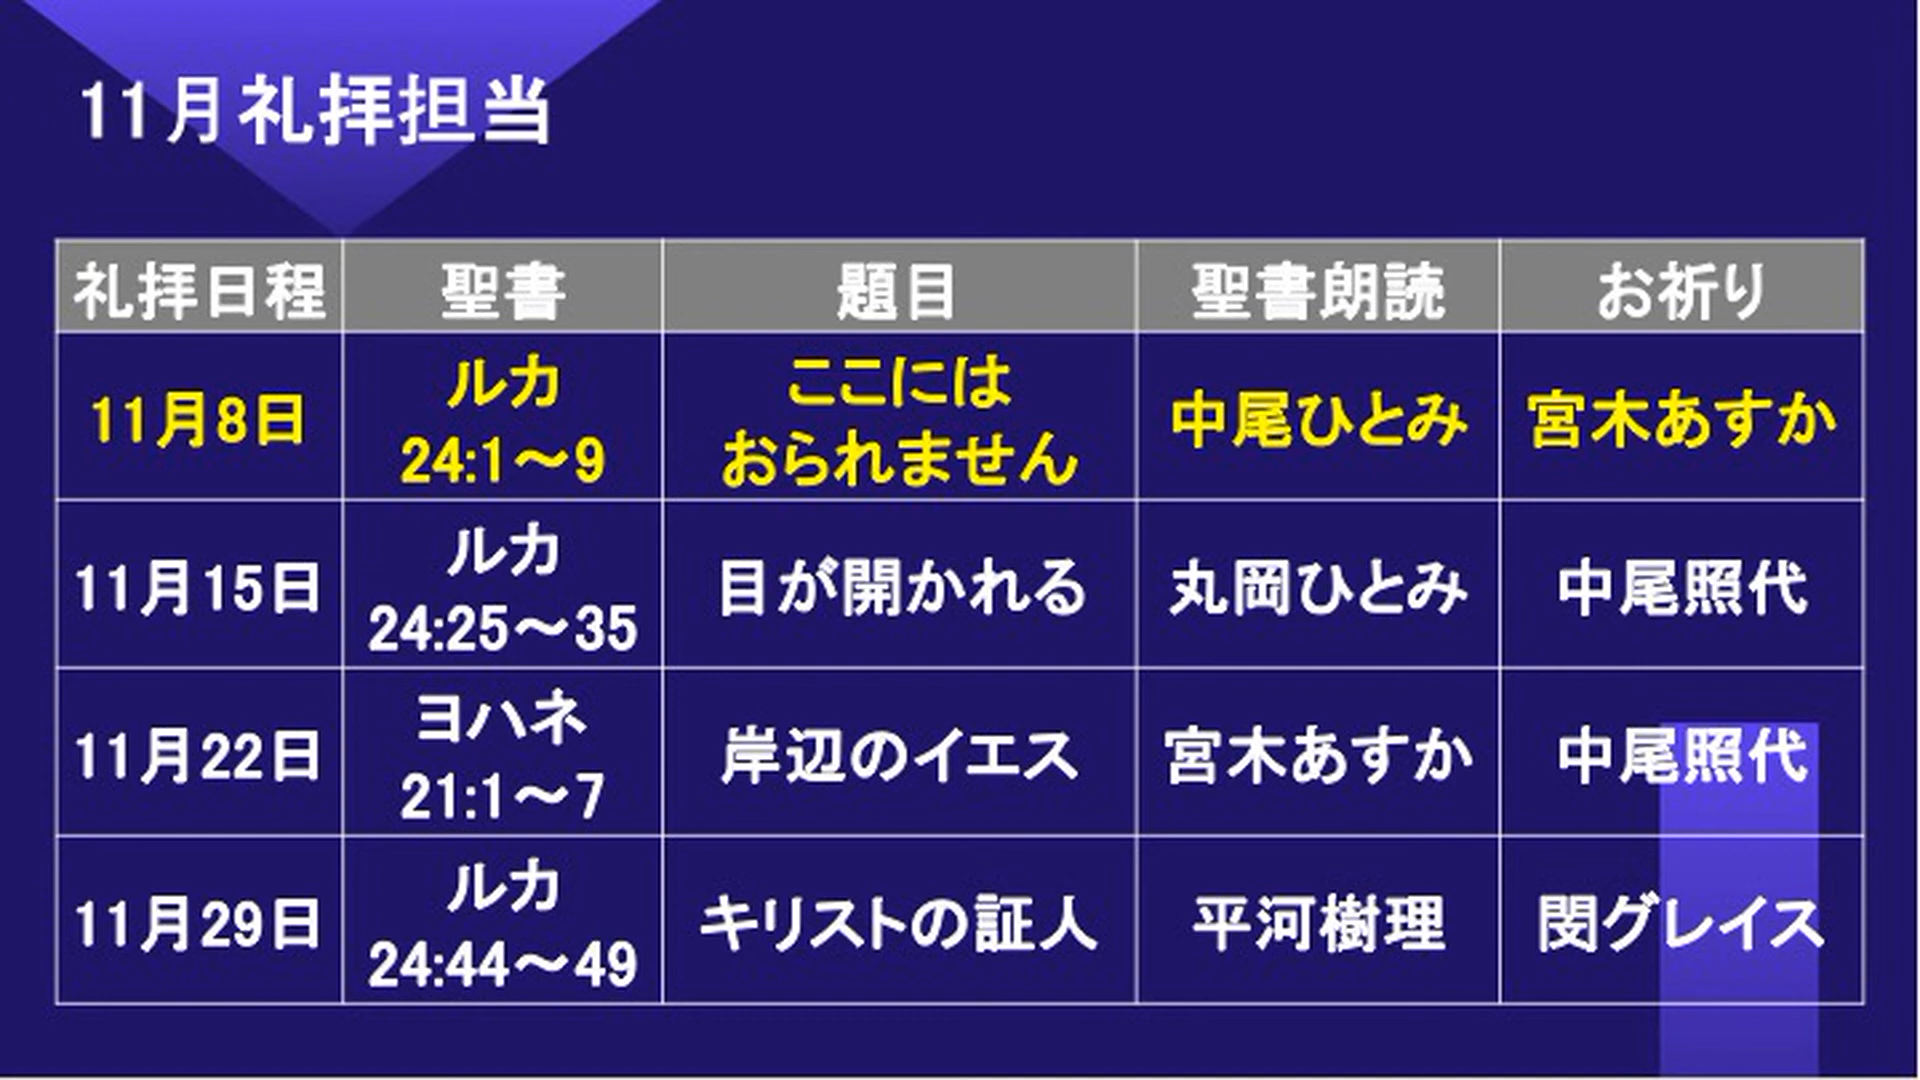 11月礼拝担当
礼拝日程 聖書 題目 聖書朗読 お祈り
11月8日 ルカ 24:1～9 ここには おられません 中尾ひとみ 宮木あすか
11月15日 ルカ 24:25～35 目が開かれる 丸岡ひとみ 中尾照代
11月22日 ヨハネ 21:1～7 岸辺のイエス 宮木あすか 中尾照代
11月29日 ルカ 24:44～49 キリストの証人 平河樹理 閔グレイス